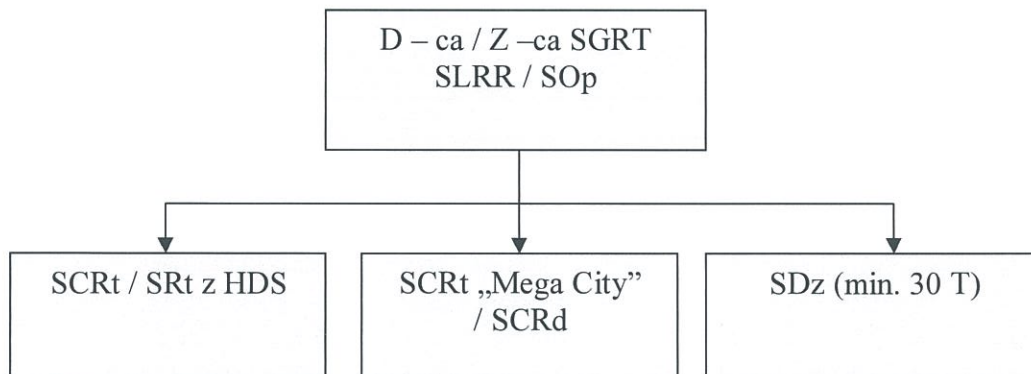 D – ca / Z –ca SGRT
SLRR / SOp
SCRt / SRt z HDS
SCRt „Mega City”
/ SCRd
SDz (min. 30 T)